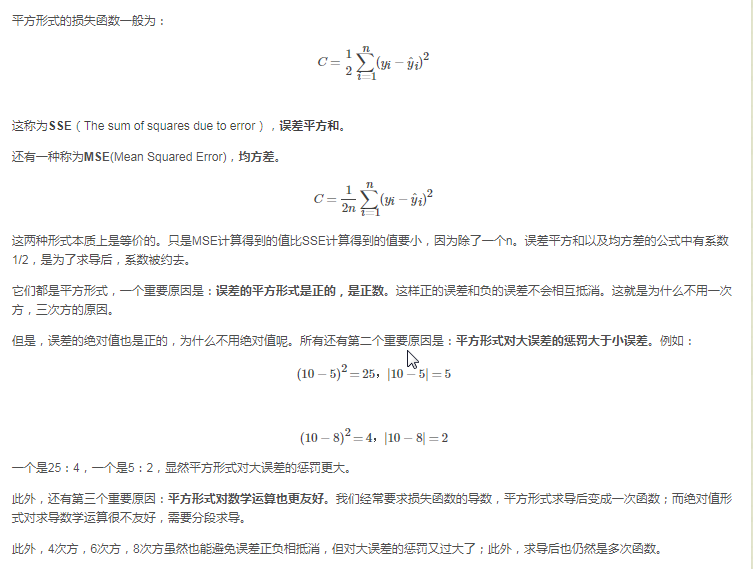 平方形式的损失函数一般为：
C = \frac{1}{2} \sum_{i=1}^{n} (y_i - \hat{y}_i)^2
这称为SSE（The sum of squares due to error），误差平方和。
还有一种称为MSE(Mean Squared Error)，均方差。
C = \frac{1}{2n} \sum_{i=1}^{n} (y_i - \hat{y}_i)^2
这两种形式本质上是等价的。只是MSE计算得到的值比SSE计算得到的值要小，因为除了一个n。误差平方和以及均方差的公式中有系数
1/2，是为了求导后，系数被约去。
它们都是平方形式，一个重要原因是：误差的平方形式是正的，是正数。这样正的误差和负的误差不会相互抵消。这就是为什么不用一次
方，三次方的原因。
但是，误差的绝对值也是正的，为什么不用绝对值呢。所有还有第二个重要原因是：平方形式对大误差的惩罚大于小误差。例如：
(10 − 5)^2 = 25，|10 − 5| = 5
(10 − 8)^2 = 4，|10 − 8| = 2
一个是25：4，一个是5：2，显然平方形式对大误差的惩罚更大。
此外，还有第三个重要原因：平方形式对数学运算也更友好。我们经常要求损失函数的导数，平方形式求导后变成一次函数；而绝对值形
式对求导数学运算很不友好，需要分段求导。
此外，4次方，6次方，8次方虽然也能避免误差正负相抵消，但对大误差的惩罚又过大了；此外，求导后也仍然是多次函数。